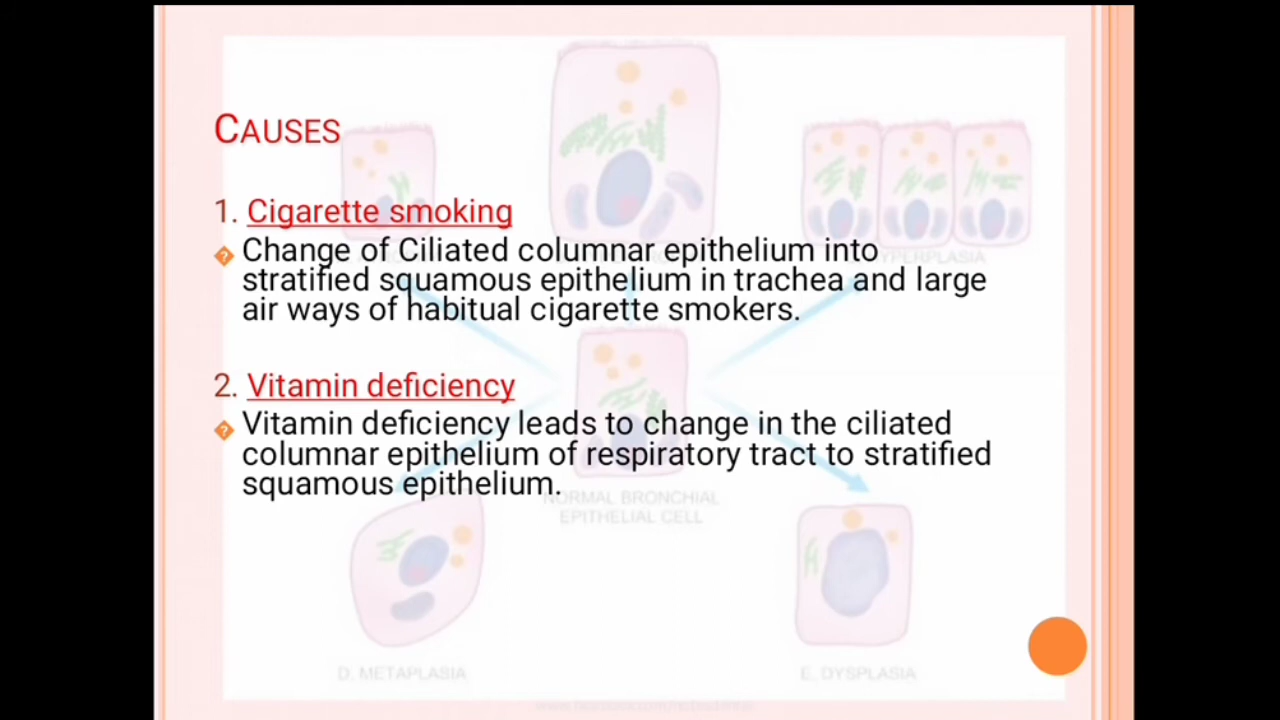 CAUSES
1. Cigarette smoking
Change of Ciliated columnar epithelium into
stratified squamous epithelium in trachea and large
air ways of habitual cigarette smokers.
HYPERPLASIA
2. Vitamin deficiency
Vitamin deficiency leads to change in the ciliated
columnar epithelium of respiratory tract to stratified
squamous epithelium.
NORMAL BRONCHIAL
EPITHELIAL CELL
D. METAPLASIA
E. DYSPLASIA